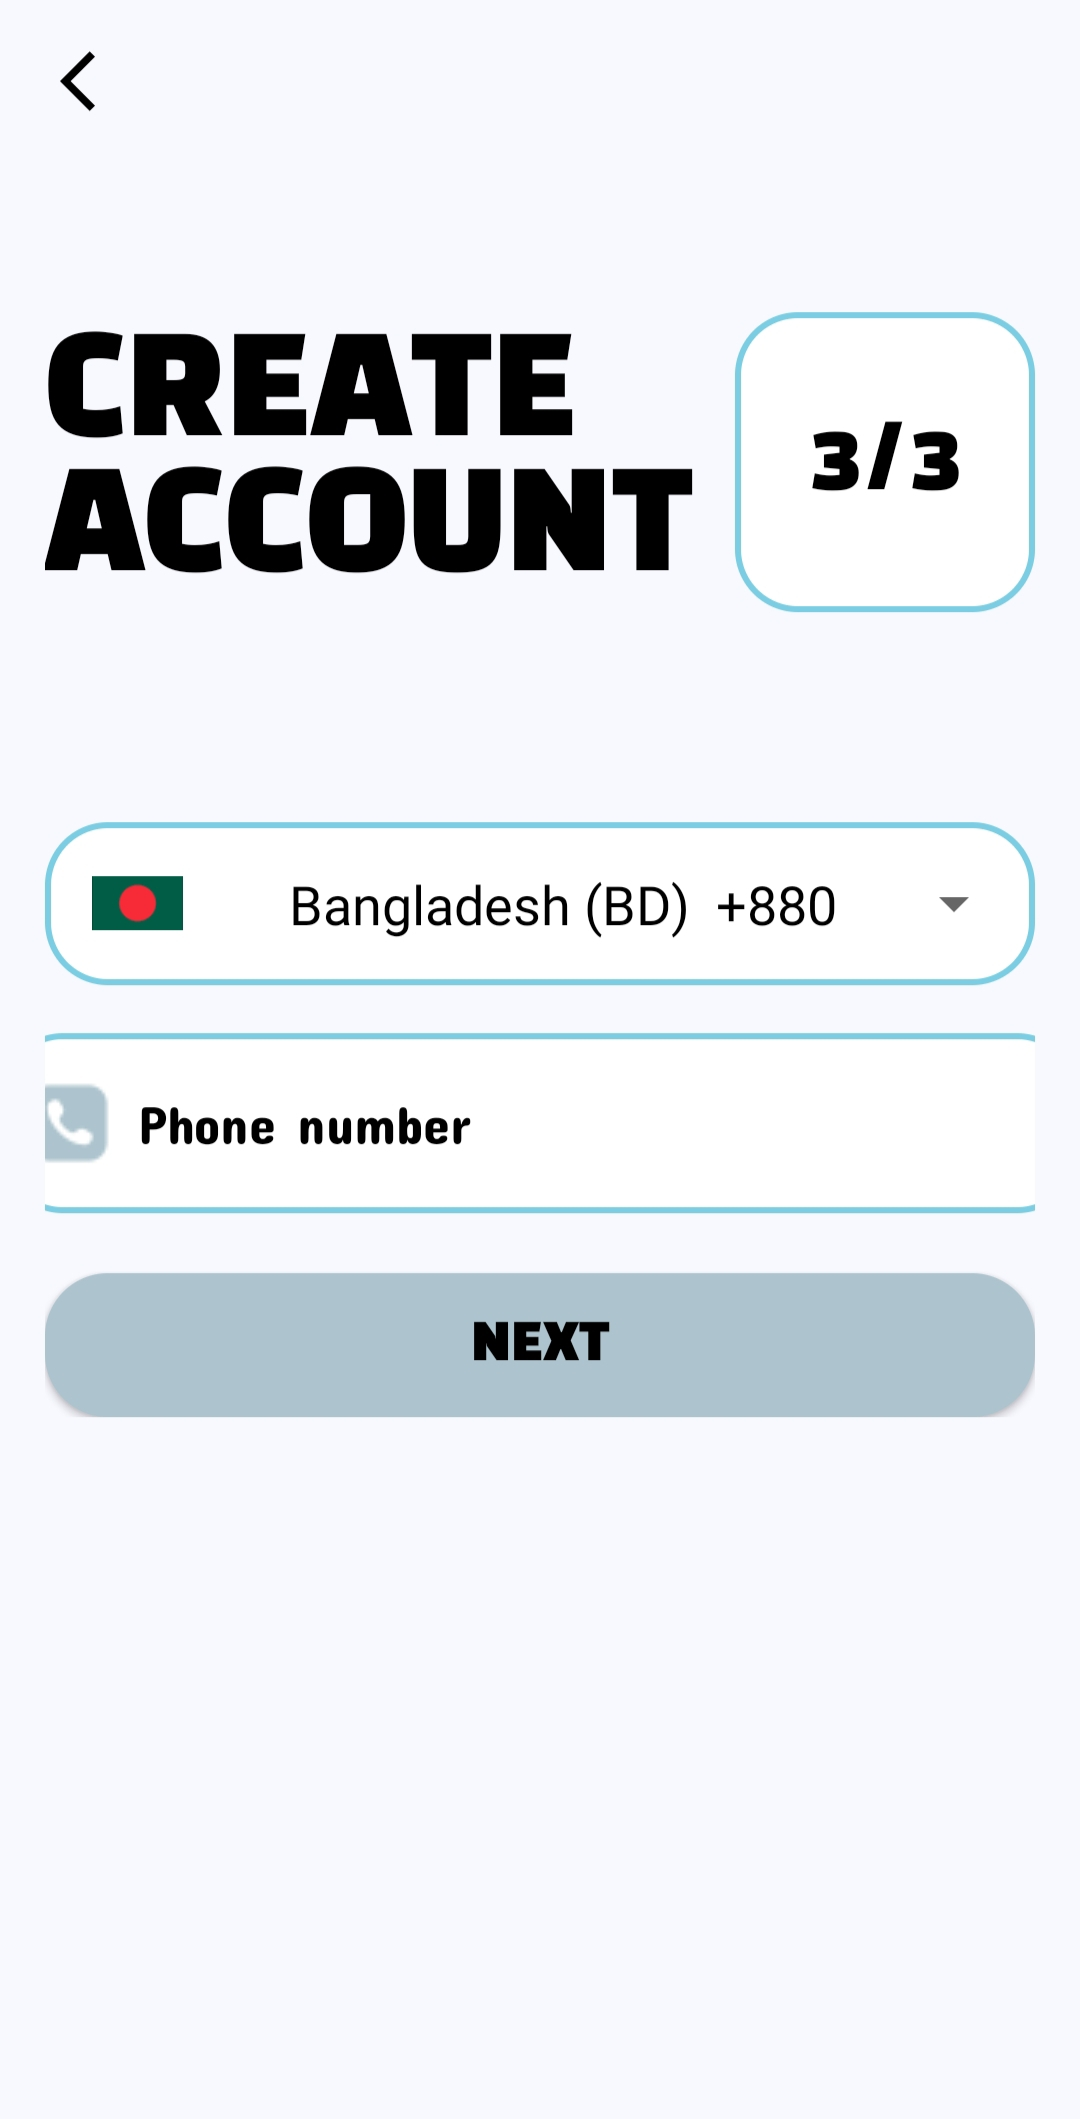 CREATE
ACCOUNT
3/3
Bangladesh (BD) +880
Phone number
NEXT